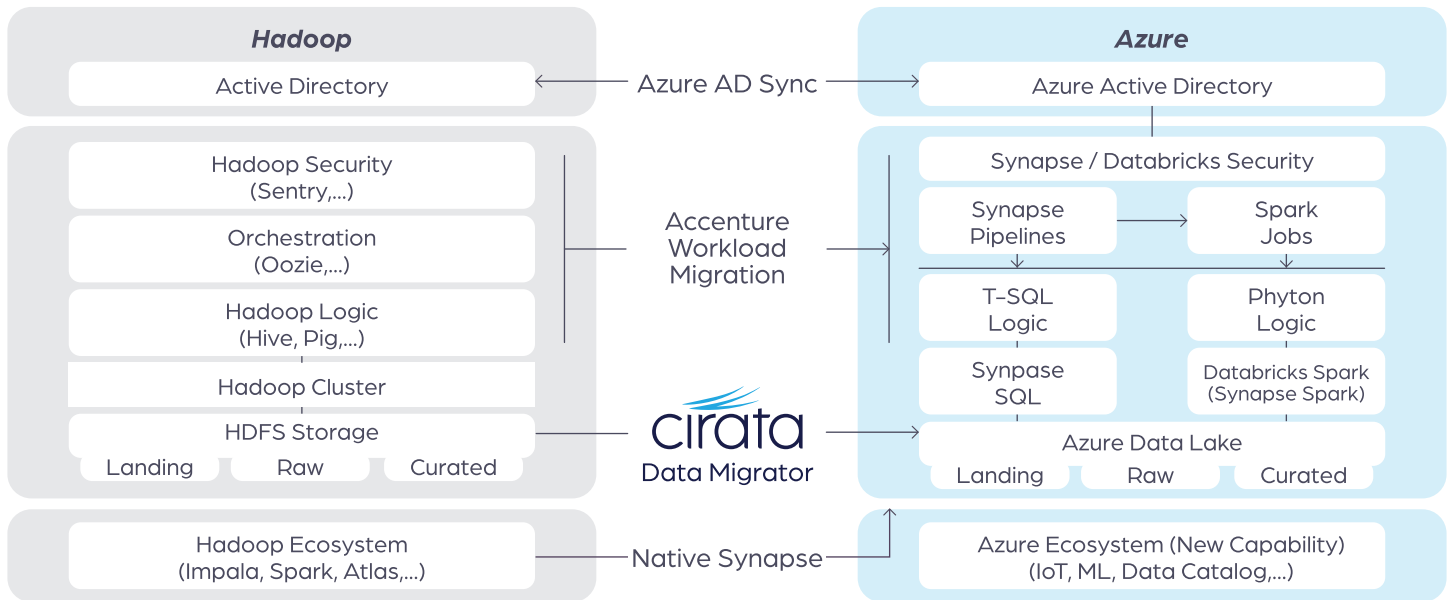 Hadoop
Active Directory
Azure AD Sync
Azure
Azure Active Directory
Hadoop Security
(Sentry,...)
Orchestration
(Oozie,...)
Hadoop Logic
(Hive, Pig,...)
Hadoop Cluster
HDFS Storage
Landing
Raw
Curated
Accenture
Workload
Migration
cirata
Data Migrator
Synapse / Databricks Security
Synapse
Pipelines
Spark
Jobs
T-SQL
Logic
Phyton
Logic
Synpase
SQL
Databricks Spark
(Synapse Spark)
Azure Data Lake
Landing
Raw
Curated
Hadoop Ecosystem
(Impala, Spark, Atlas,...)
Native Synapse
Azure Ecosystem (New Capability)
(IoT, ML, Data Catalog,...)